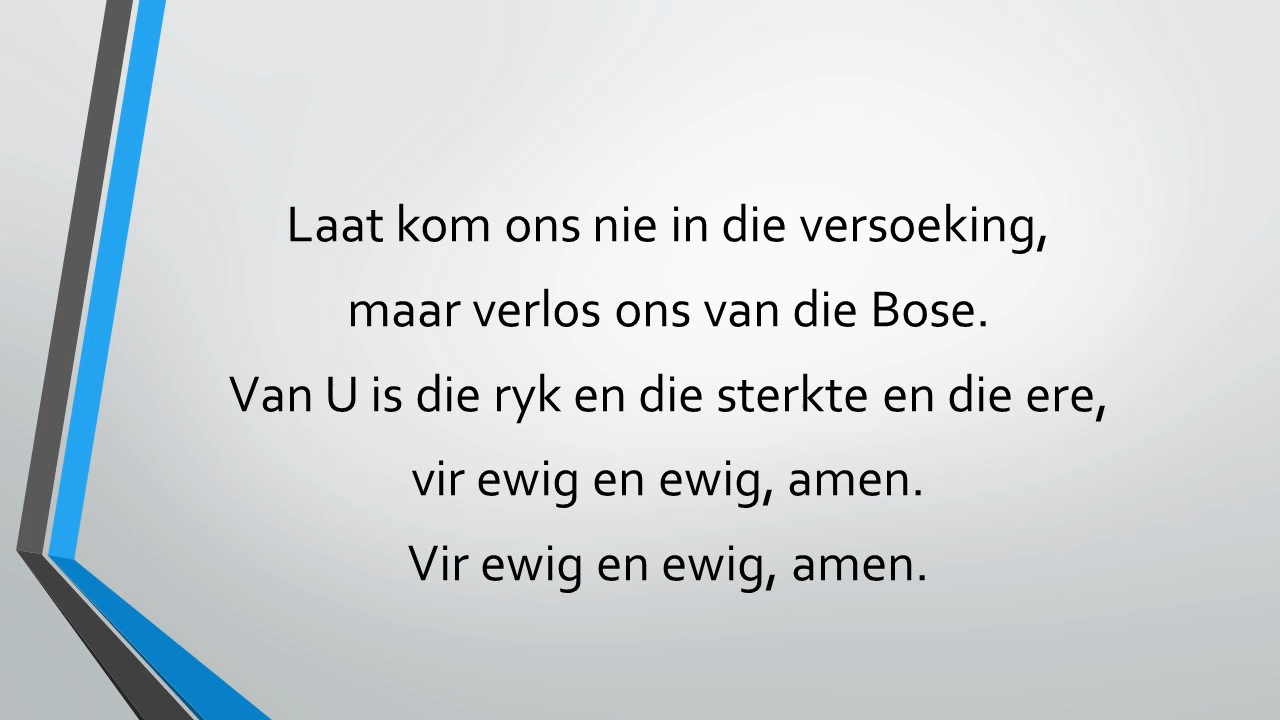 Laat kom ons nie in die versoeking,
maar verlos ons van die Bose.
Van U is die ryk en die sterkte en die ere,
vir ewig en ewig, amen.
Vir ewig en ewig, amen.